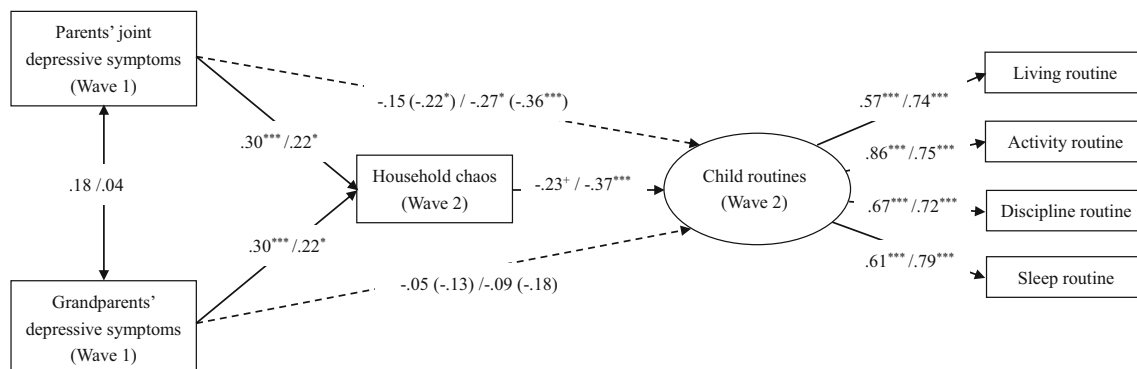 Parents' joint
depressive symptoms
(Wave 1)
Living routine
-.15 (-.22*) / -.27* (-.36***)
.57***/.74***
.30***/.22*
Activity routine
.86***/.75***
.18 /.04
Household chaos
(Wave 2)
-.23+ / -.37***
Child routines
(Wave 2)
.67***/.72***
Discipline routine
.30***/.22*
.61***/.79***
Sleep routine
-.05 (-.13) /-.09 (-.18)
Grandparents'
depressive symptoms
(Wave 1)